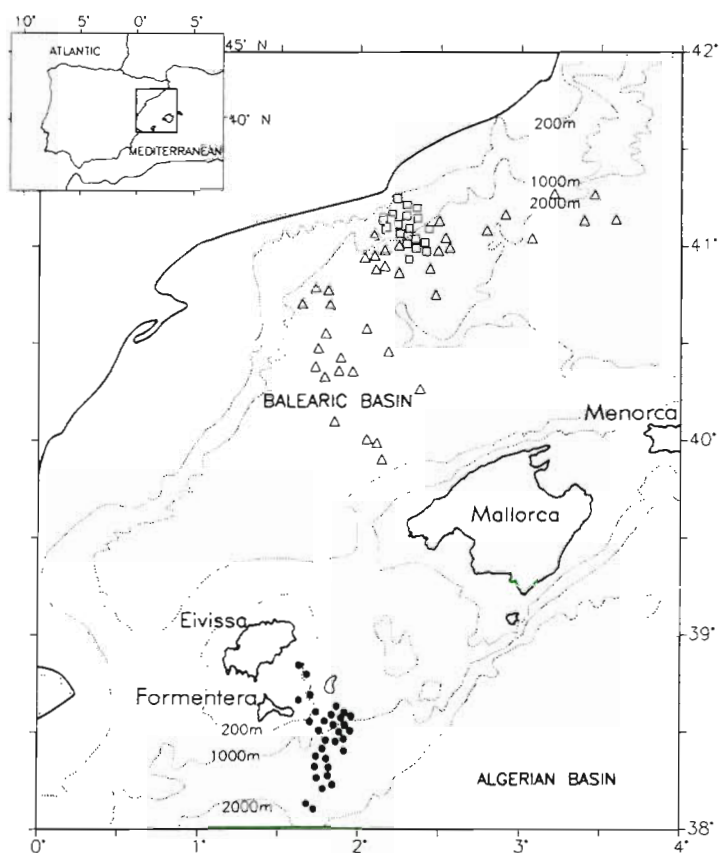 10° 5° 0° 5°
ATLANTIC
45° N
40° N
MEDITERRANEAN
42°
200m
1000m
2000m
41°
BALEARIC BASIN
Menorca
40°
Mallorca
Eivissa
39°
Formentera
200m
1000m
ALGERIAN BASIN
2000m
38°
0° 1° 2° 3° 4°